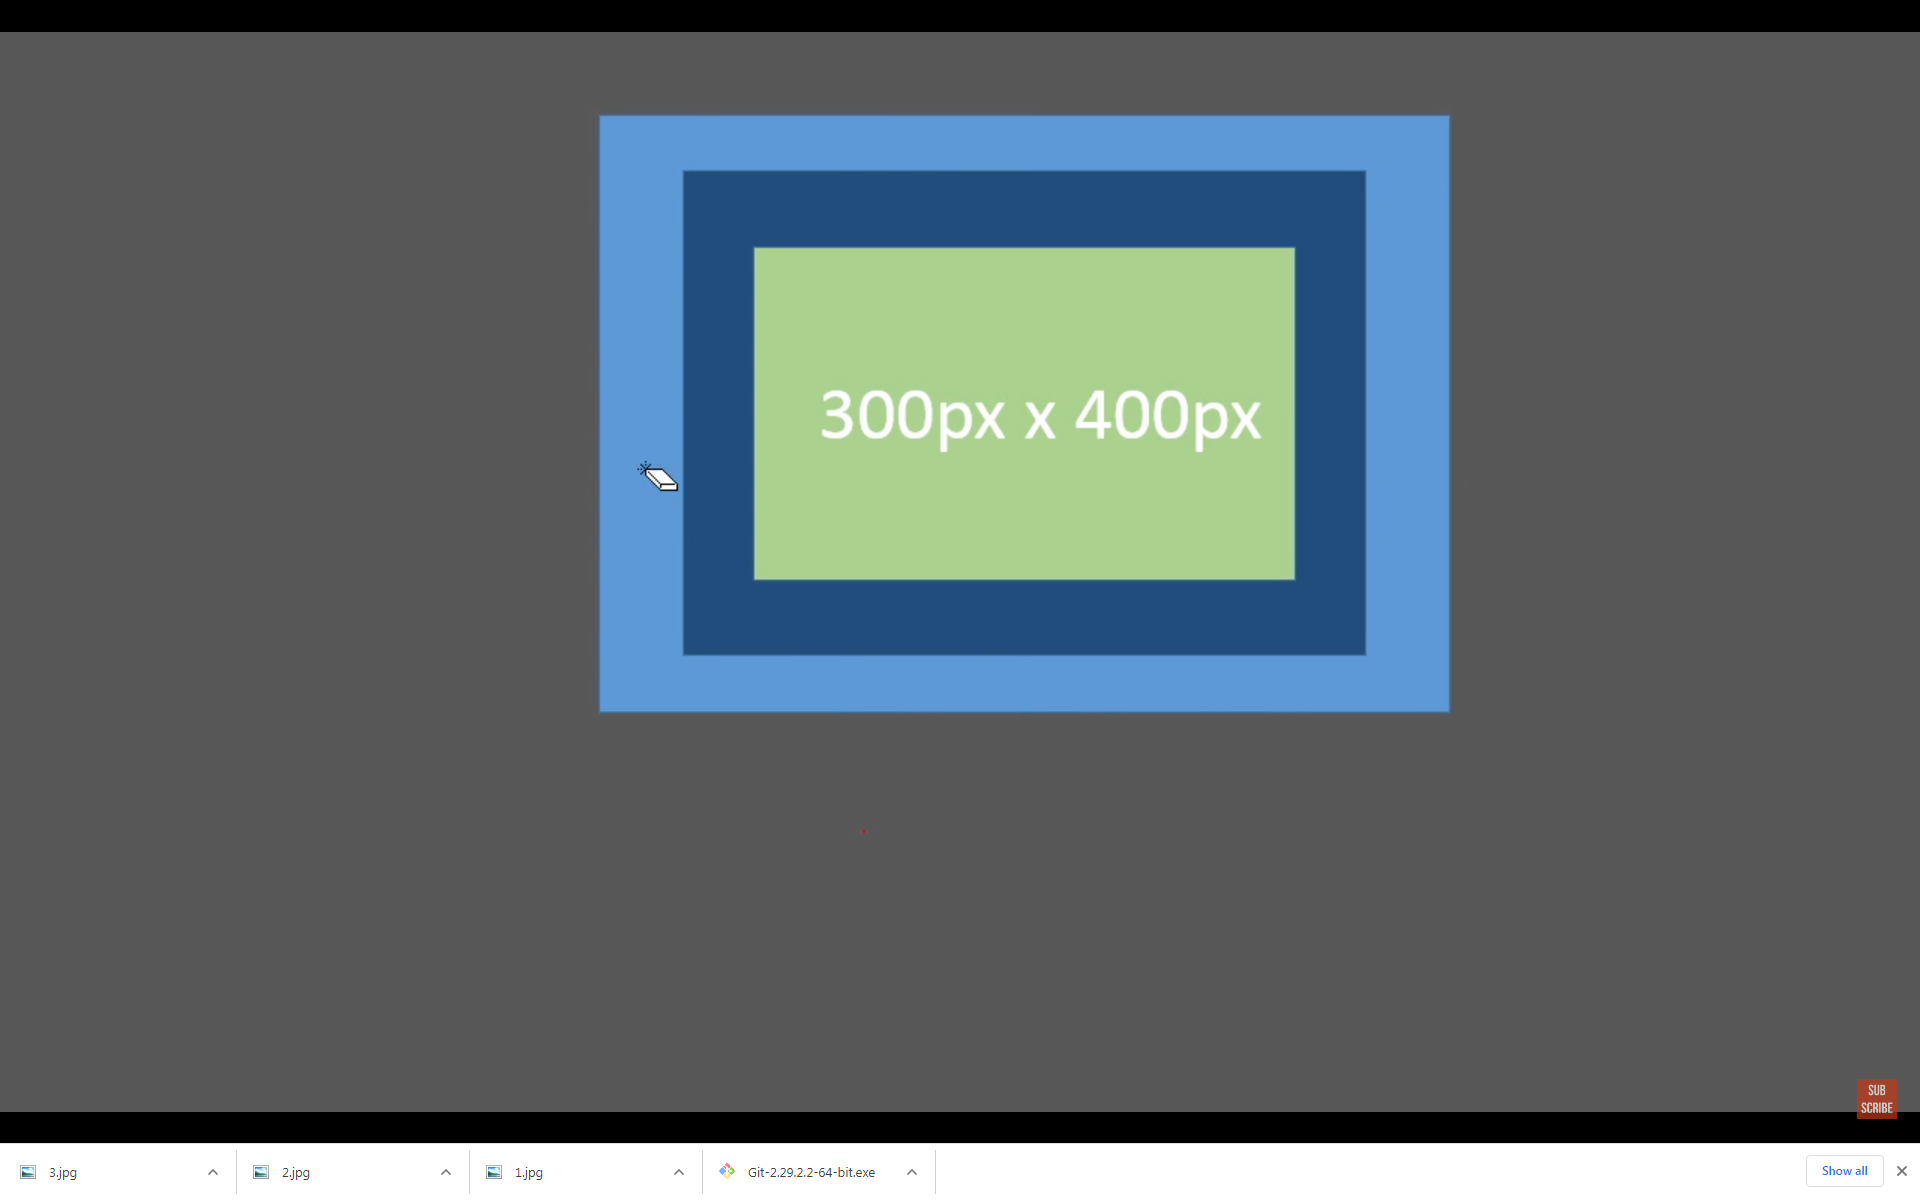 300px x 400px
SUB
SCRIBE
3.jpg
2.jpg
1.jpg
Git-2.29.2.2-64-bit.exe
Show all